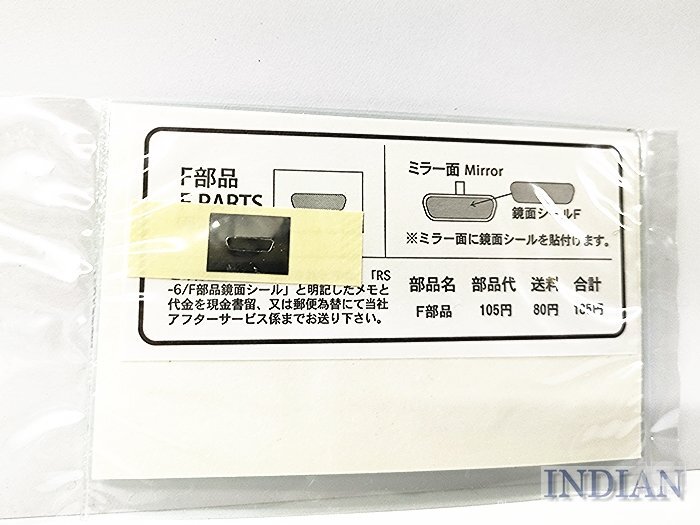 F部品
F PARTS
ミラー面 Mirror
鏡面シールF
※ミラー面に鏡面シールを貼付けます。
「RS
-6/F部品鏡面シール」と明記したメモと
代金を現金書留、又は郵便為替にて当社
アフターサービス係までお送り下さい。
部品名 部品代 送料 合計
F部品 105円 80円 185円
INDIAN